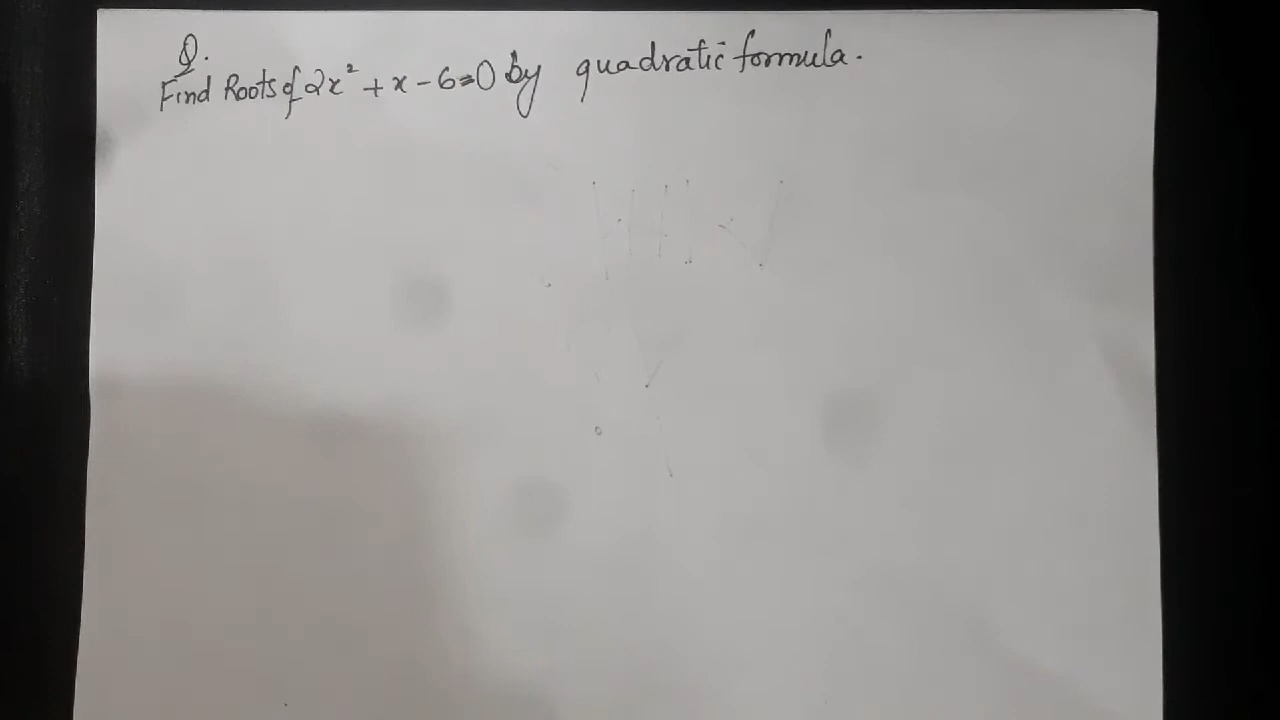 Q.
Find Roots of 2x² + x - 6 = 0 by quadratic formula.